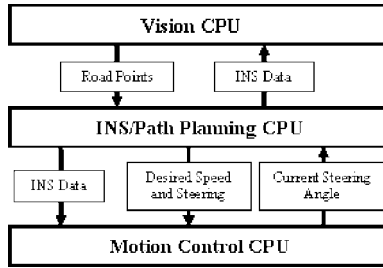 Vision CPU
Road Points
INS Data
INS/Path Planning CPU
INS Data
Desired Speed
and Steering
Current Steering
Angle
Motion Control CPU